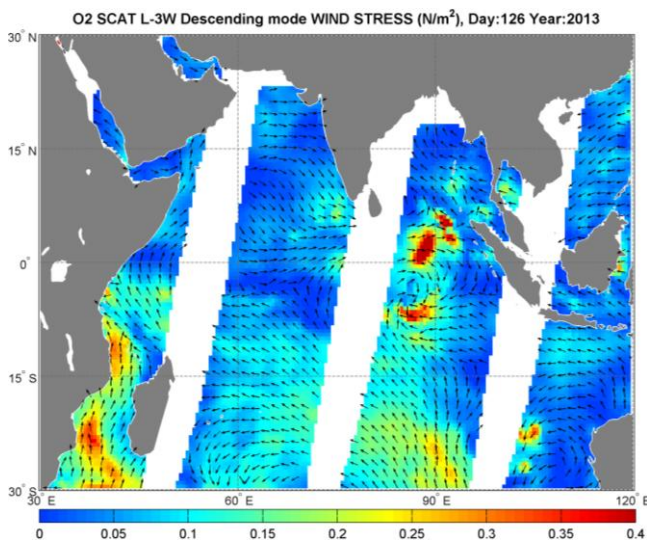 O2 SCAT L-3W Descending mode WIND STRESS (N/m²), Day:126 Year:2013
30° N
15° N
0°
15° S
30° S
30° E 60° E 90° E 120° E
0 0.05 0.1 0.15 0.2 0.25 0.3 0.35 0.4